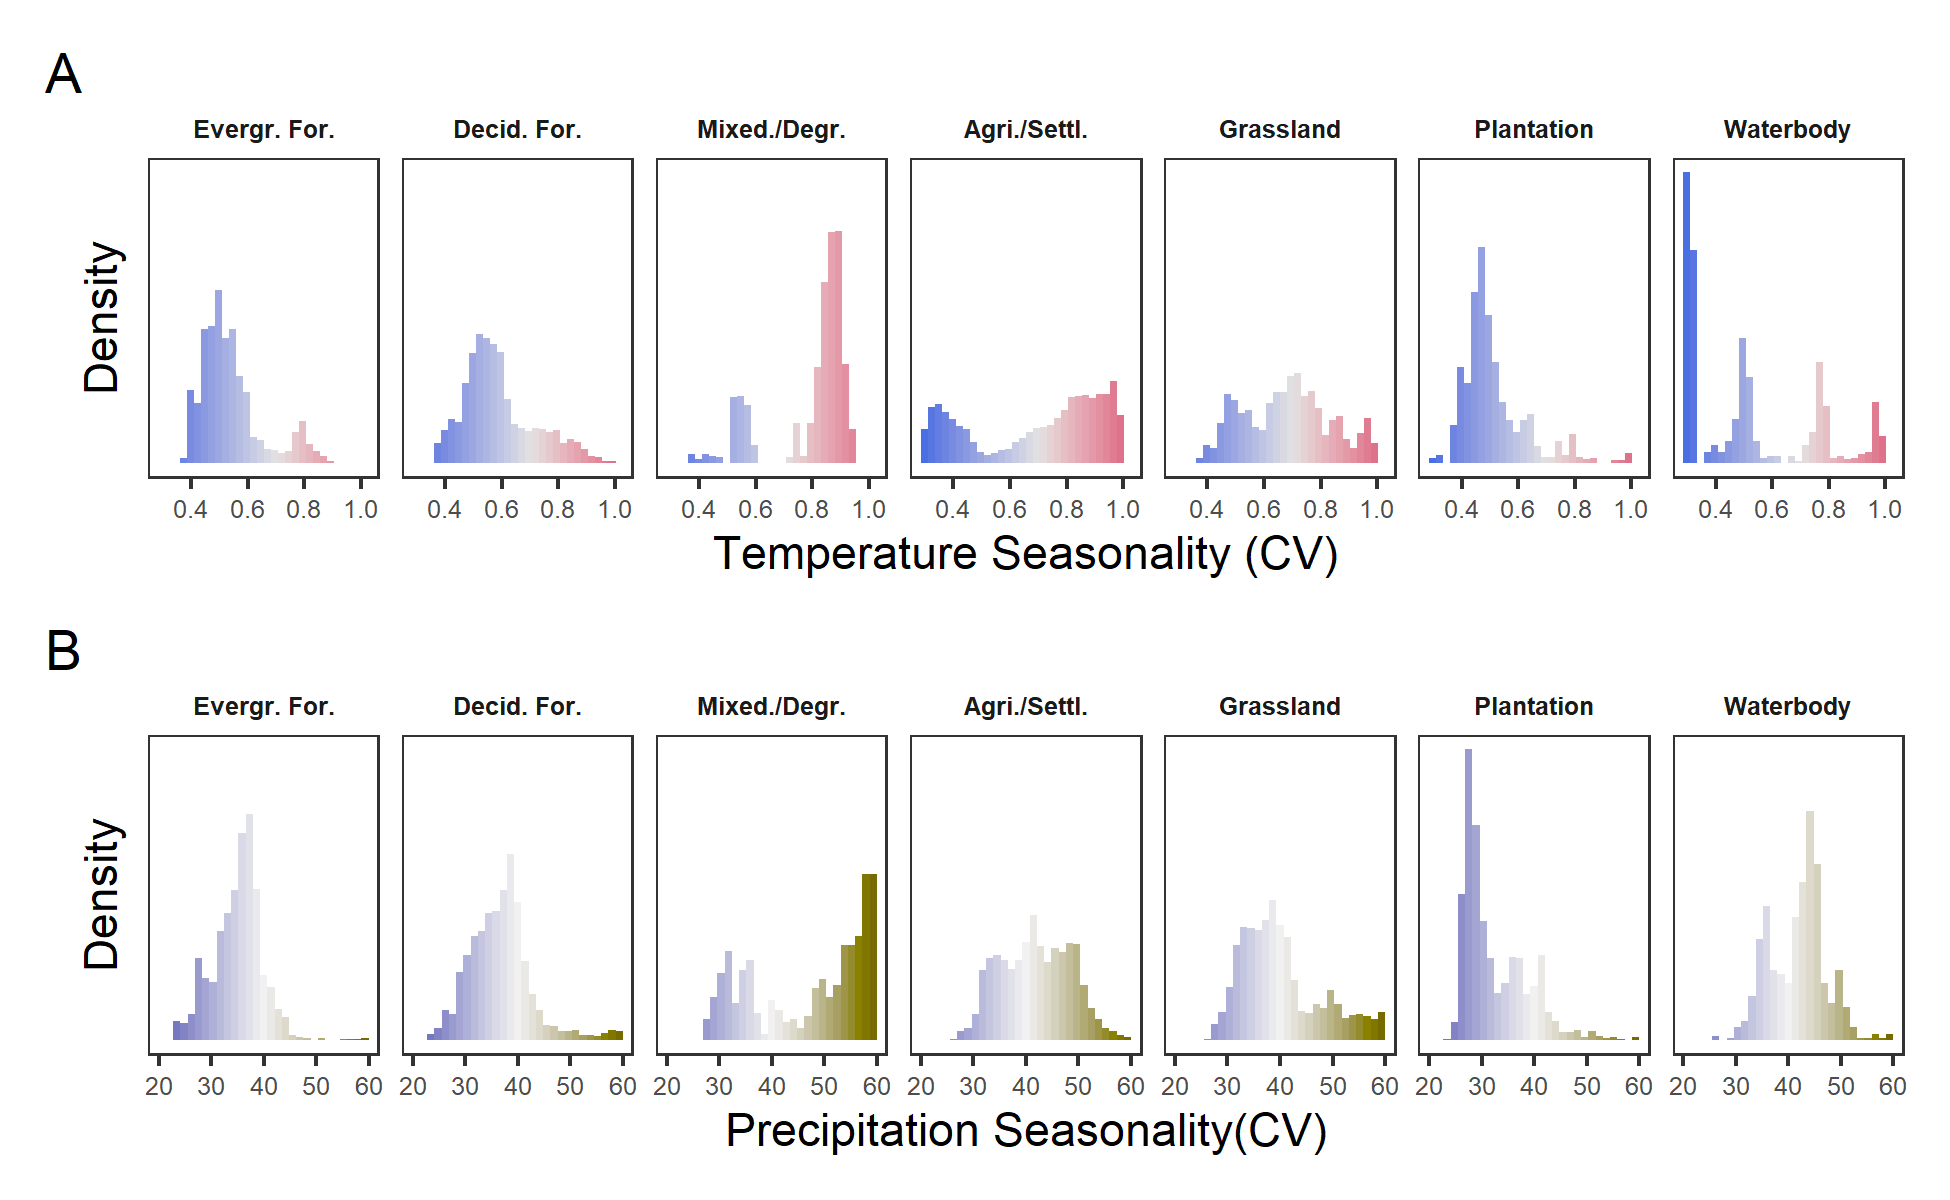 A
Evergr. For. Decid. For. Mixed./Degr. Agri./Settl. Grassland Plantation Waterbody
Density
0.4 0.6 0.8 1.0 0.4 0.6 0.8 1.0 0.4 0.6 0.8 1.0 0.4 0.6 0.8 1.0 0.4 0.6 0.8 1.0 0.4 0.6 0.8 1.0 0.4 0.6 0.8 1.0
Temperature Seasonality (CV)
B
Evergr. For. Decid. For. Mixed./Degr. Agri./Settl. Grassland Plantation Waterbody
Density
20 30 40 50 60 20 30 40 50 60 20 30 40 50 60 20 30 40 50 60 20 30 40 50 60 20 30 40 50 60 20 30 40 50 60
Precipitation Seasonality(CV)